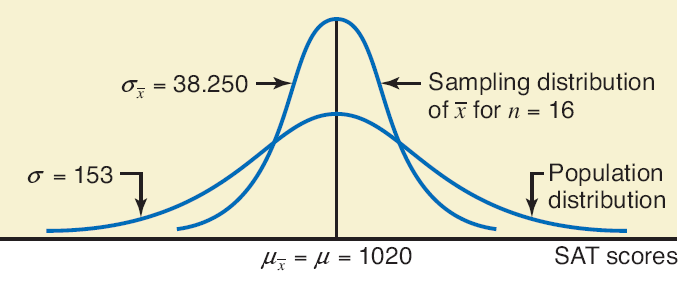 σx̅ = 38.250
Sampling distribution
of x̅ for n = 16
σ = 153
Population
distribution
μx̅ = μ = 1020
SAT scores